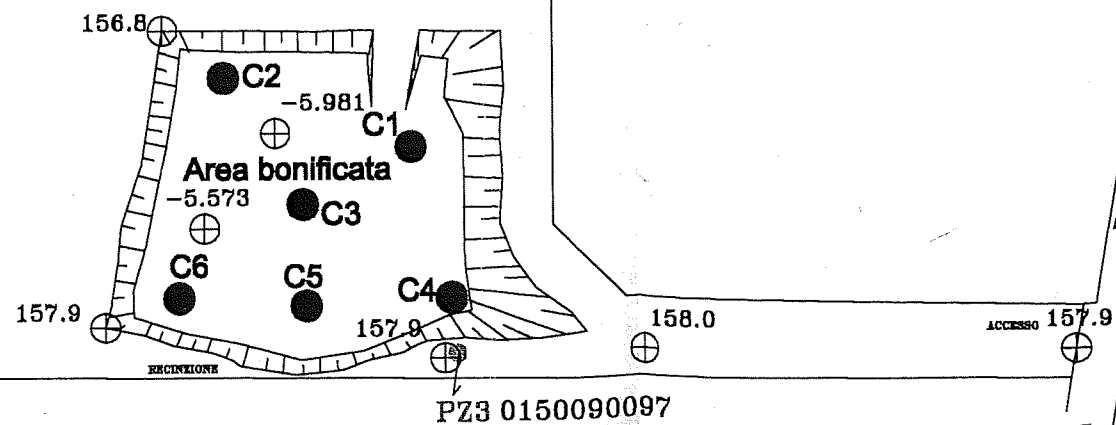 156.8
C2
-5.981
C1
Area bonificata
-5.573
C3
C6
C5
C4
157.9
157.9
158.0
ACCESSO
157.9
RECINZIONE
PZ3 0150090097